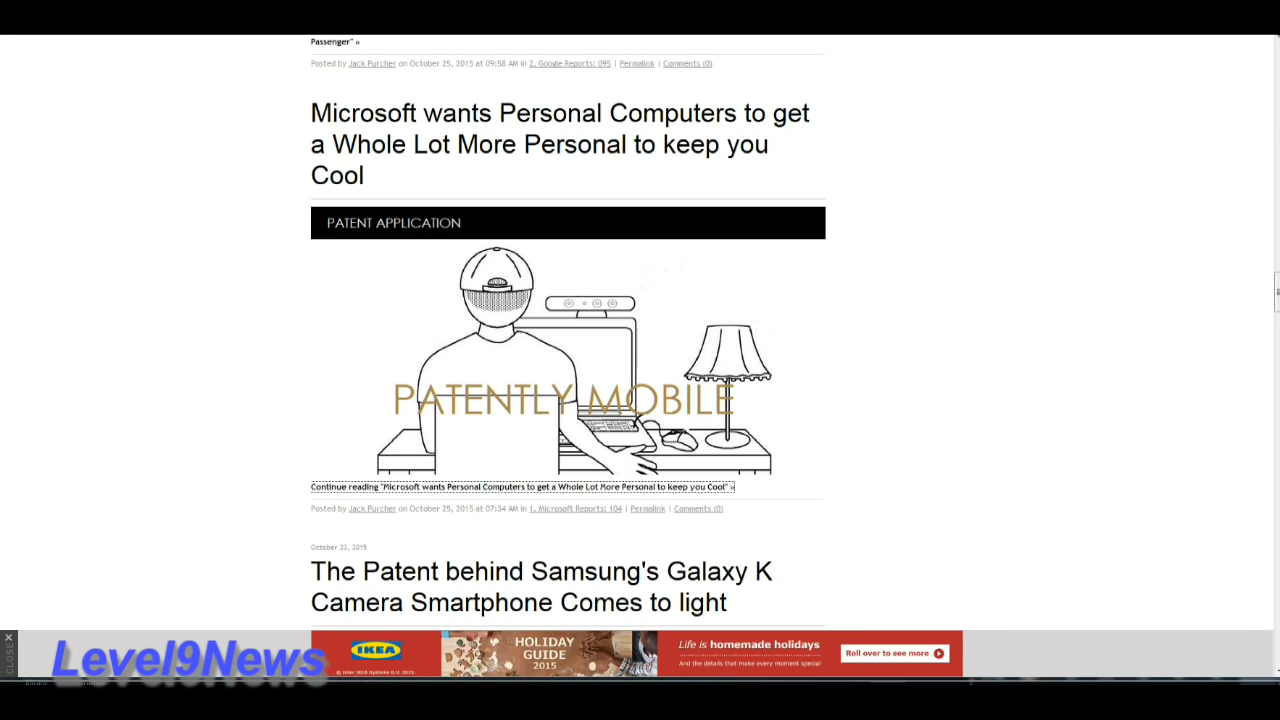 Passenger" »
Posted by Jack Purcher on October 25, 2015 at 09:58 AM in 2. Google Reports: 095 | Permalink | Comments (0)
Microsoft wants Personal Computers to get
a Whole Lot More Personal to keep you
Cool
PATENT APPLICATION
PATENTLY MOBILE
Continue reading "Microsoft wants Personal Computers to get a Whole Lot More Personal to keep you Cool" »
Posted by Jack Purcher on October 25, 2015 at 07:34 AM in 1. Microsoft Reports: 104 | Permalink | Comments (0)
October 23, 2015
The Patent behind Samsung's Galaxy K
Camera Smartphone Comes to light
CLOSE
Level9News
IKEA
© Inter IKEA Systems B.V. 2015.
HOLIDAY
GUIDE
2015
Life is homemade holidays
And the details that make every moment special
Roll over to see more